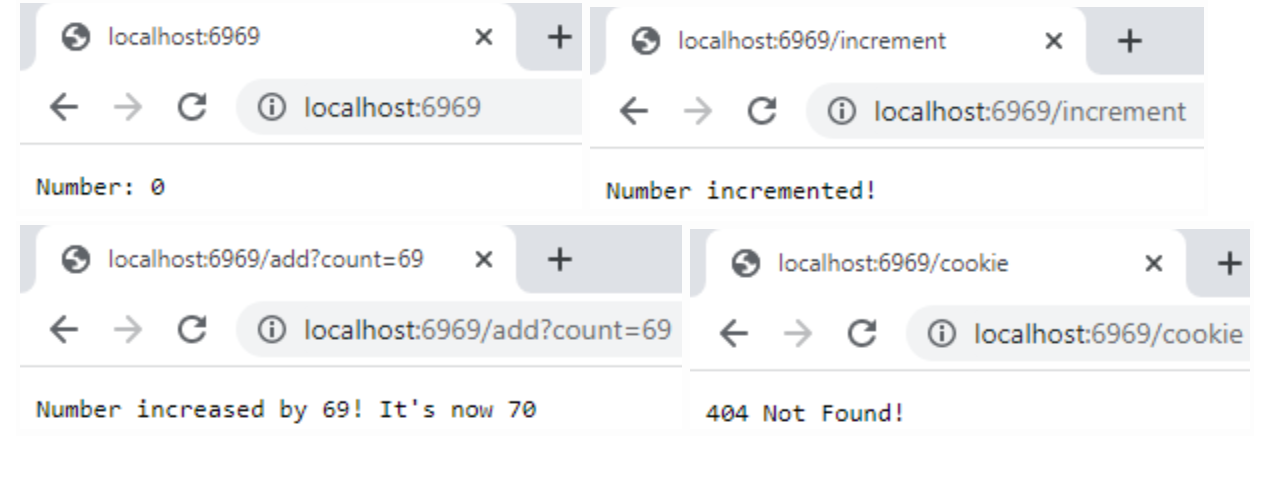 localhost:6969
localhost:6969
Number: 0
localhost:6969/increment
localhost:6969/increment
Number incremented!
localhost:6969/add?count=69
localhost:6969/add?count=69
Number increased by 69! It's now 70
localhost:6969/cookie
localhost:6969/cookie
404 Not Found!